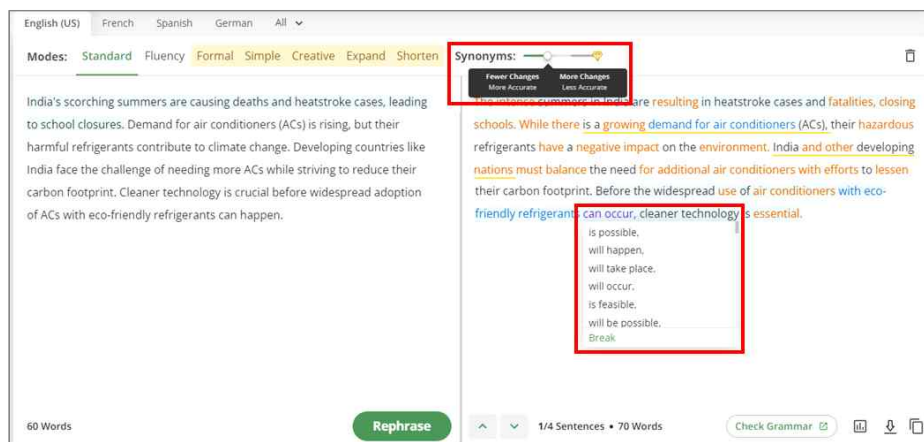 English (US) French Spanish German All
Modes: Standard Fluency Formal Simple Creative Expand Shorten Synonyms:
Fewer Changes More Changes
More Accurate Less Accurate
India's scorching summers are causing deaths and heatstroke cases, leading
to school closures. Demand for air conditioners (ACs) is rising, but their
harmful refrigerants contribute to climate change. Developing countries like
India face the challenge of needing more ACs while striving to reduce their
carbon footprint. Cleaner technology is crucial before widespread adoption
of ACs with eco-friendly refrigerants can happen.
The intense summers in India are resulting in heatstroke cases and fatalities, closing
schools. While there is a growing demand for air conditioners (ACs), their hazardous
refrigerants have a negative impact on the environment. India and other developing
nations must balance the need for additional air conditioners with efforts to lessen
their carbon footprint. Before the widespread use of air conditioners with eco-
friendly refrigerants can occur, cleaner technology is essential.
is possible,
will happen,
will take place,
will occur,
is feasible,
will be possible,
Break
60 Words
Rephrase
1/4 Sentences • 70 Words
Check Grammar